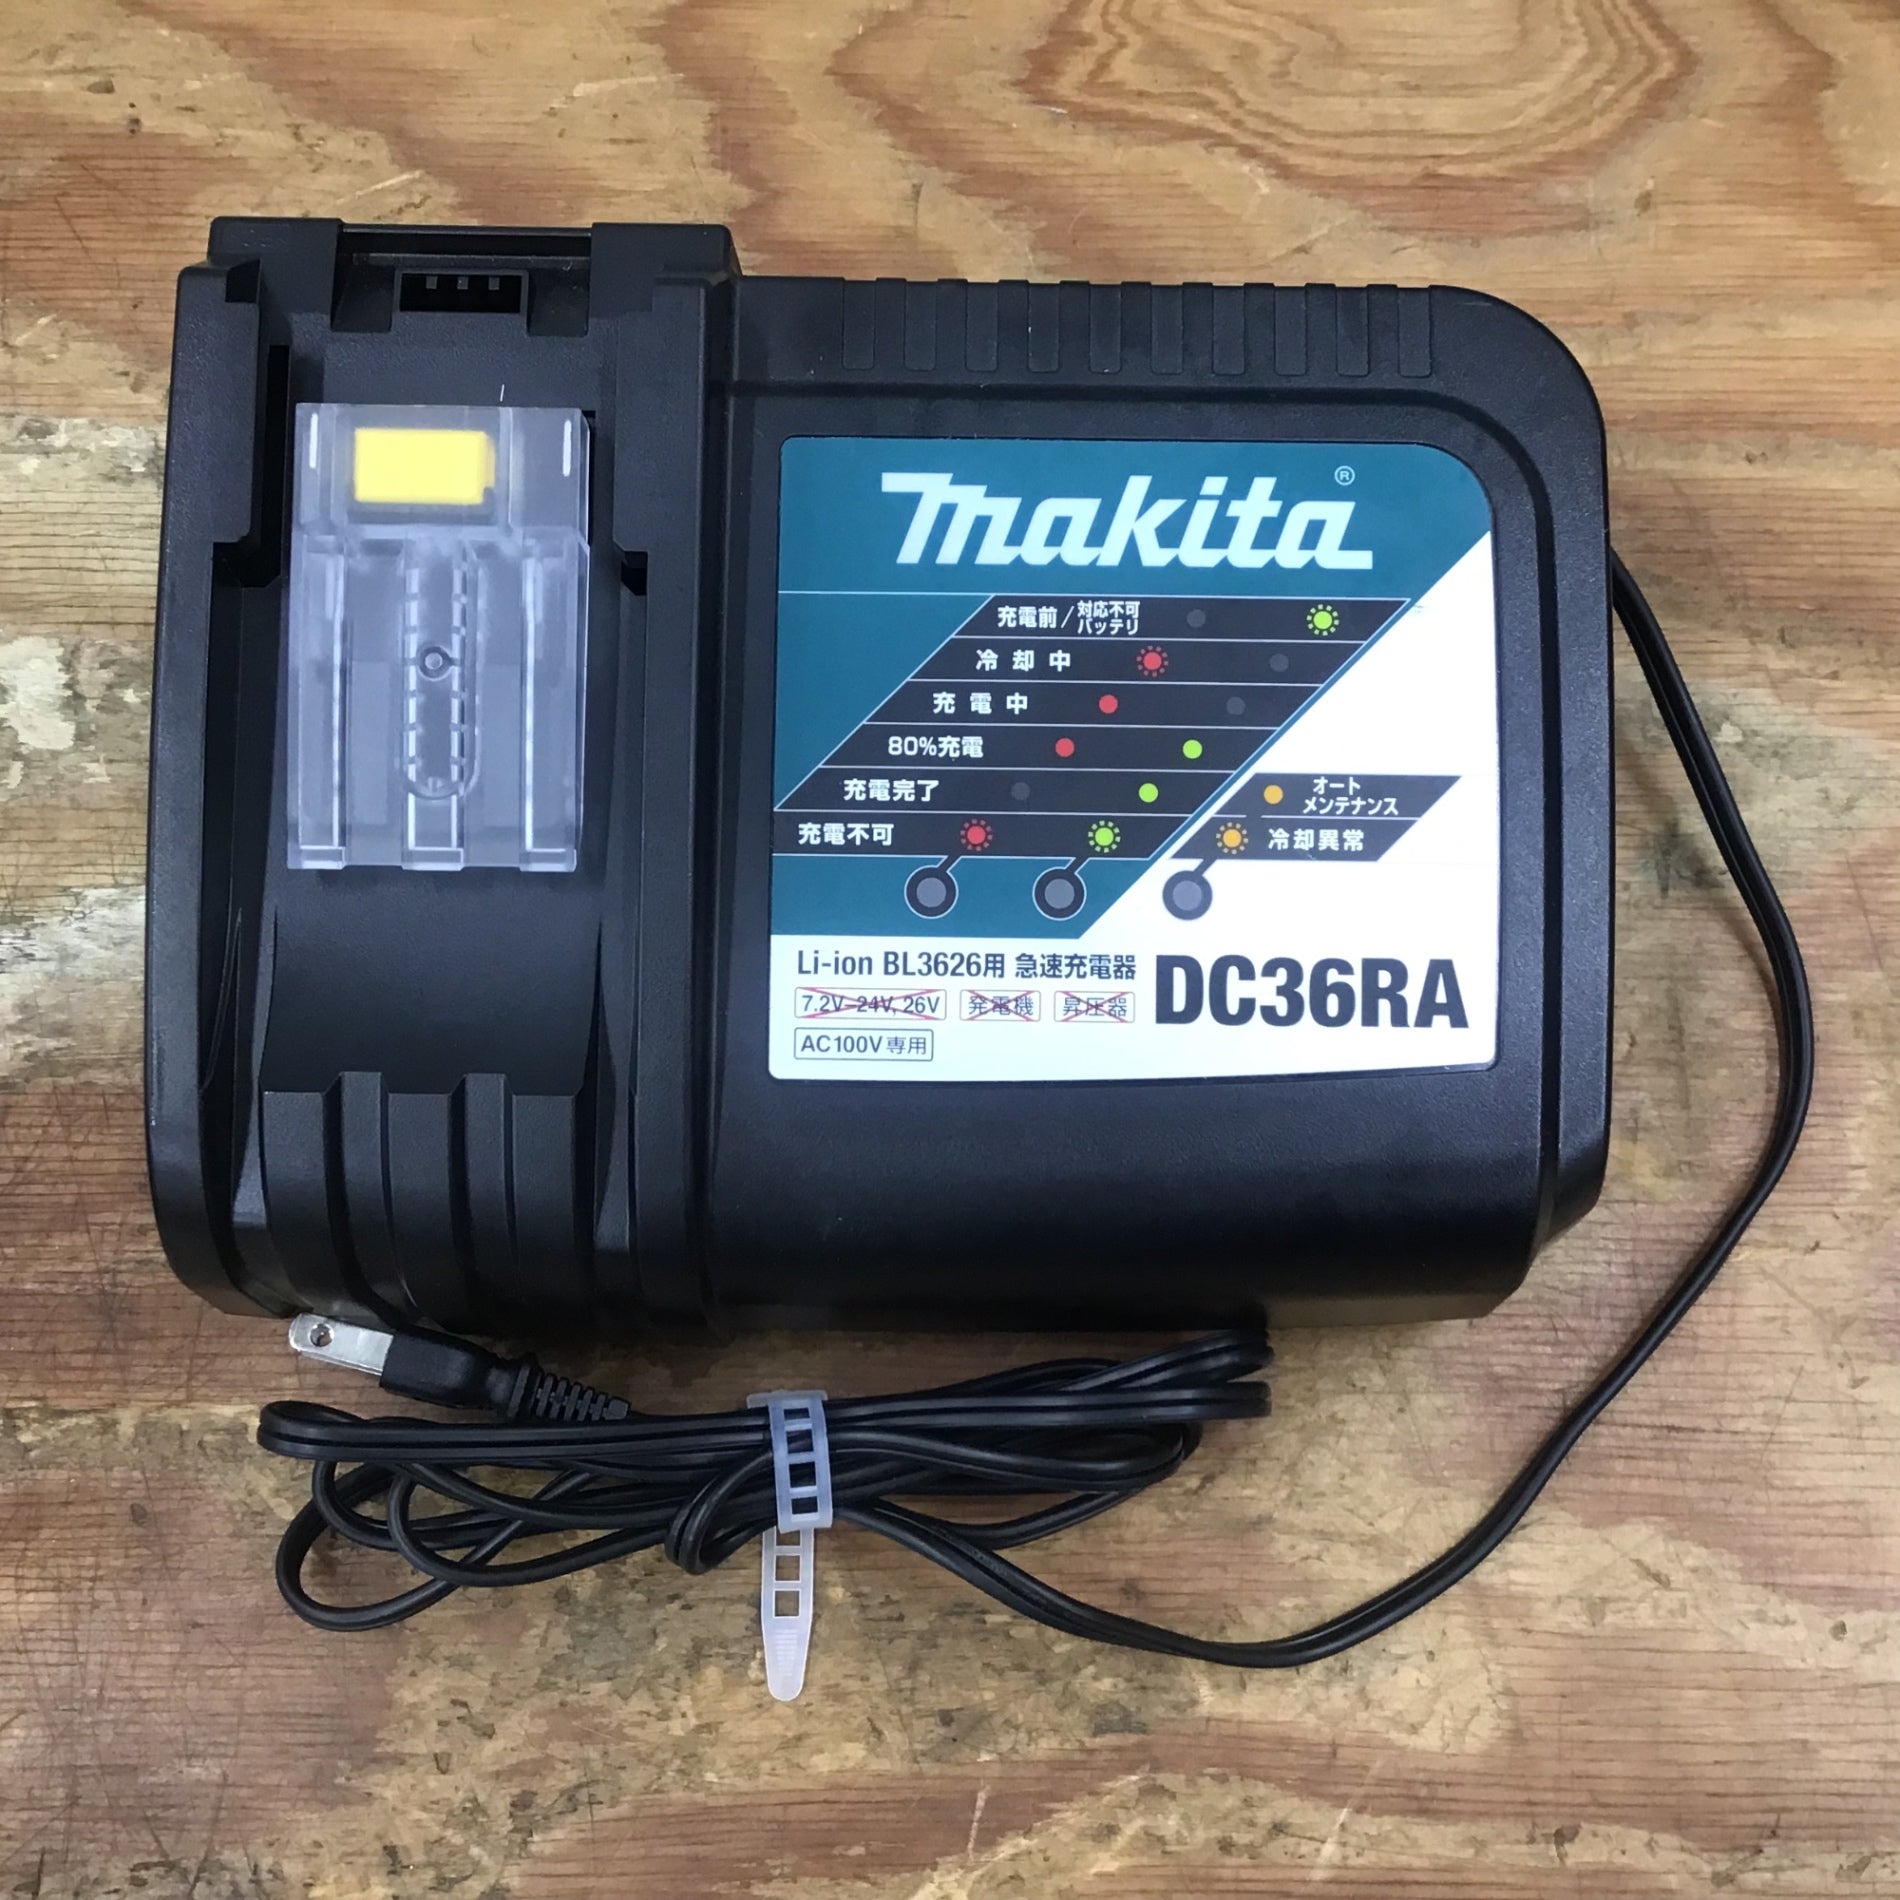 makita®
充電前/対応不可バッテリ
冷却中
充電中
80%充電
充電完了
オートメンテナンス
充電不可
冷却異常
Li-ion BL3626用 急速充電器
DC36RA
7.2V–24V, 26V 発電機 昇圧器
AC100V専用